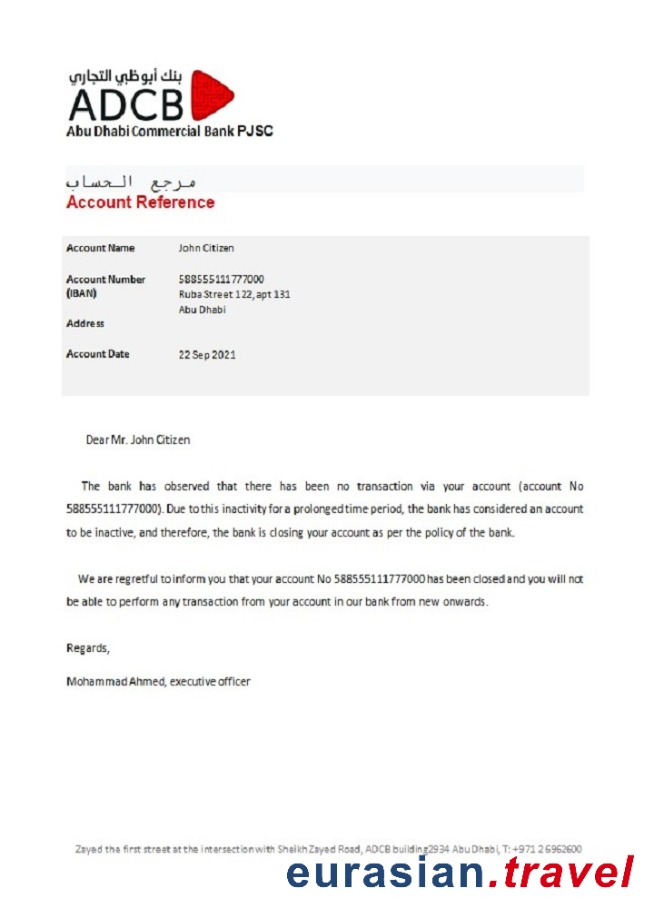 بنك أبوظبي التجاري
ADCB
Abu Dhabi Commercial Bank PJSC
مرجع الحساب
Account Reference
Account Name John Citizen
Account Number 588555111777000
(IBAN) Ruba Street 122, apt 131
Abu Dhabi
Address
Account Date 22 Sep 2021
Dear Mr. John Citizen
The bank has observed that there has been no transaction via your account (account No
588555111777000). Due to this inactivity for a prolonged time period, the bank has considered an account
to be inactive, and therefore, the bank is closing your account as per the policy of the bank.
We are regretful to inform you that your account No 588555111777000 has been closed and you will not
be able to perform any transaction from your account in our bank from new onwards.
Regards,
Mohammad Ahmed, executive officer
Zayed the first street at the intersection with Sheikh Zayed Road, ADCB building2934 Abu Dhabi, T: +971 2 6962600
eurasian.travel